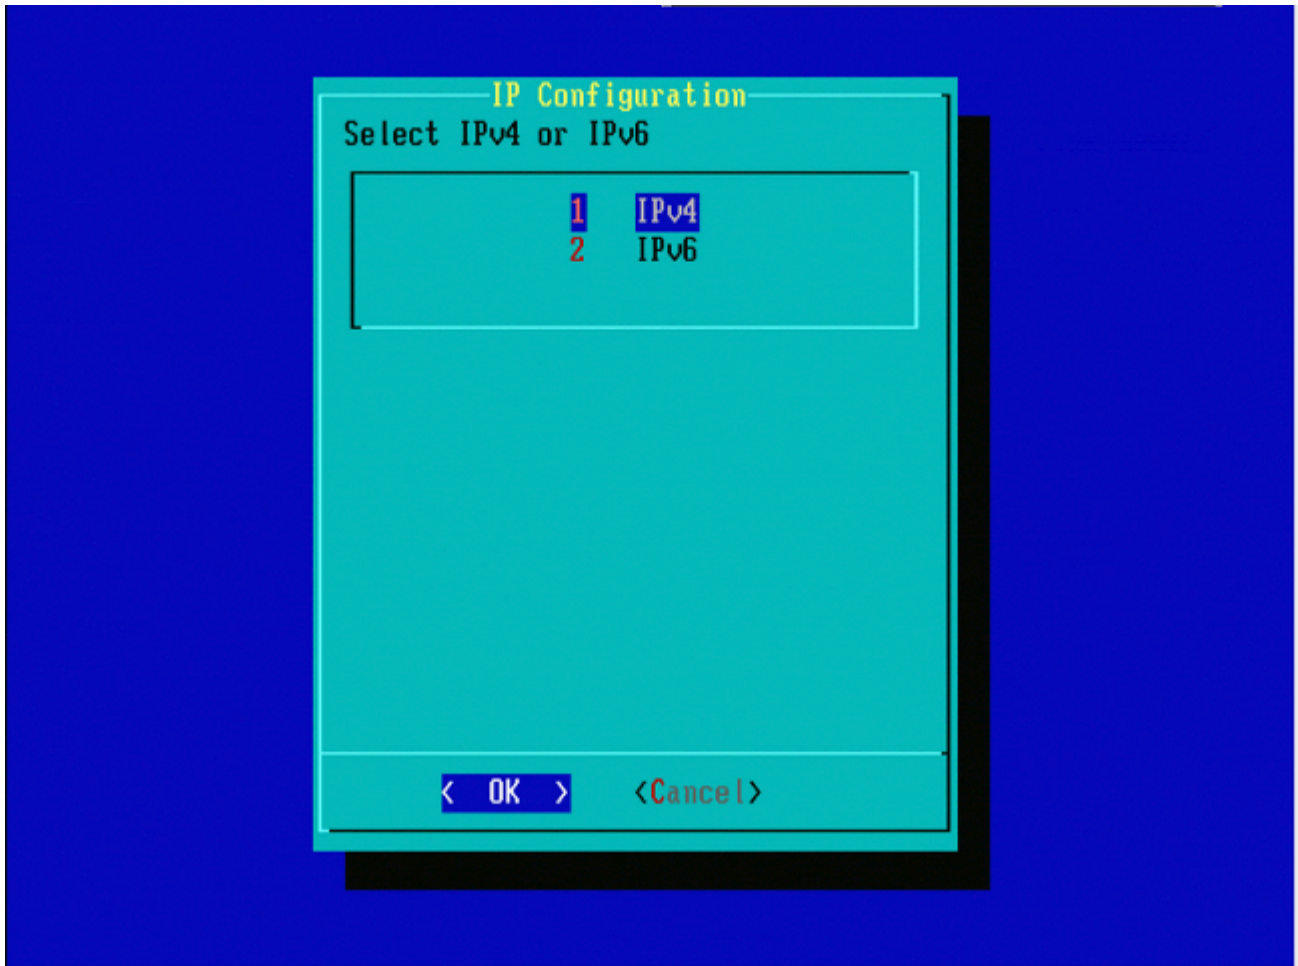 IP Configuration
Select IPv4 or IPv6
1 IPv4
2 IPv6
< OK > <Cancel>